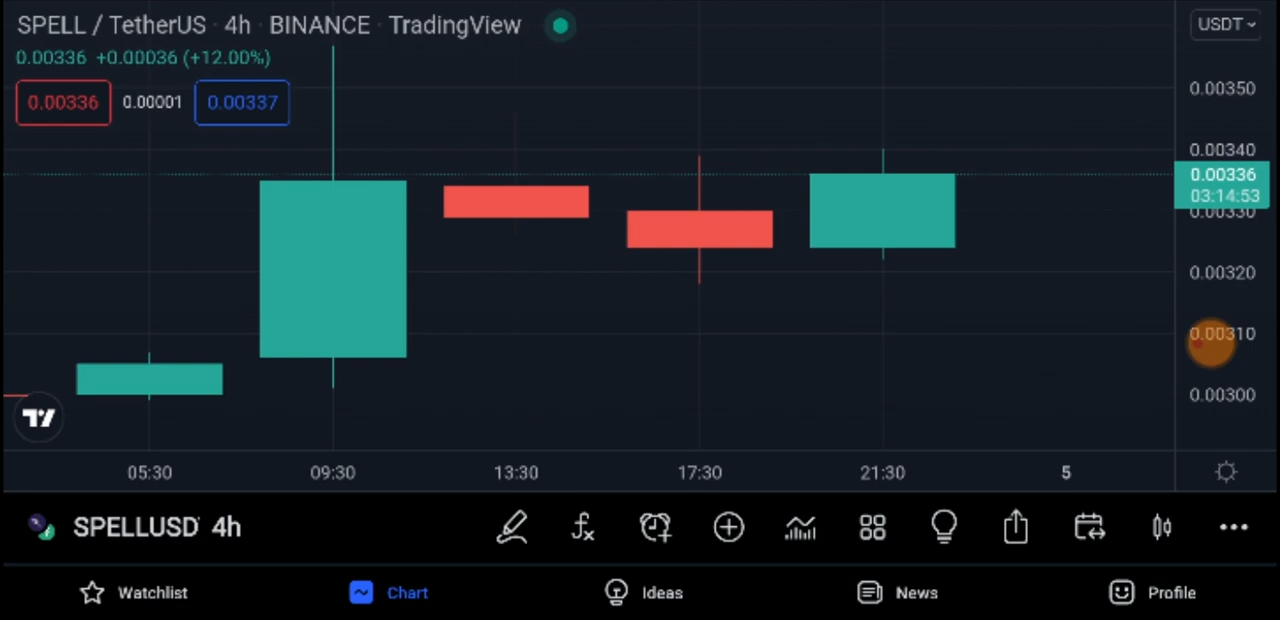 SPELL / TetherUS · 4h · BINANCE · TradingView
USDT
0.00336 +0.00036 (+12.00%)
0.00336 0.00001 0.00337
0.00350
0.00340
0.00336
03:14:53
0.00330
0.00320
0.00310
0.00300
05:30 09:30 13:30 17:30 21:30 5
SPELLUSD 4h
Watchlist Chart Ideas News Profile